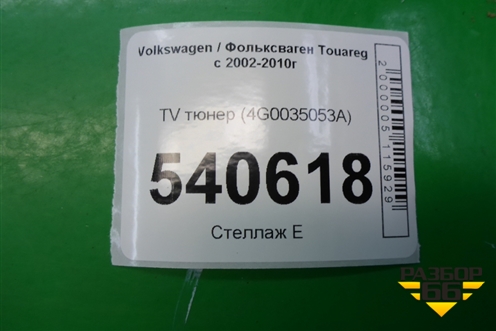 Volkswagen / Фольксваген Touareg
с 2002-2010г
TV тюнер (4G0035053A)
540618
Стеллаж Е
2000005115929
РАЗБОР
66